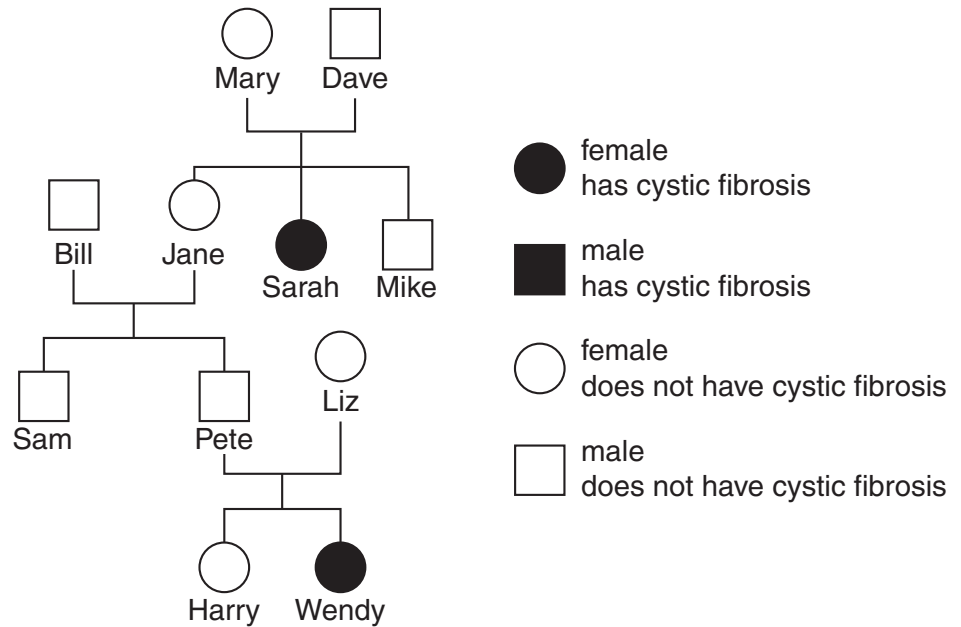 Mary Dave
female
has cystic fibrosis
Bill Jane
male
has cystic fibrosis
Sarah Mike
female
does not have cystic fibrosis
Liz
Sam Pete
male
does not have cystic fibrosis
Harry Wendy